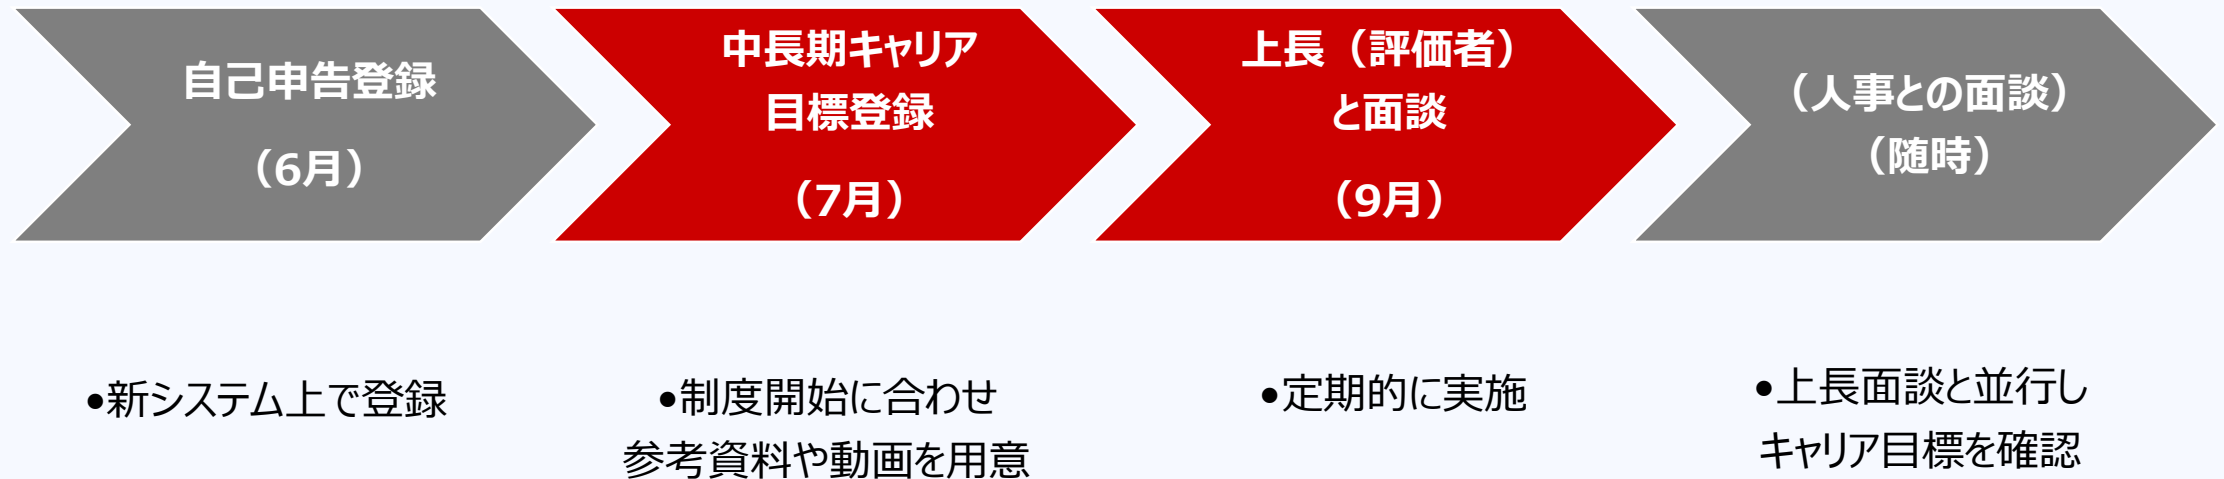 自己申告登録
（6月）
中長期キャリア
目標登録
（7月）
上長（評価者）
と面談
（9月）
（人事との面談）
（随時）
•新システム上で登録
•制度開始に合わせ
参考資料や動画を用意
•定期的に実施
•上長面談と並行し
キャリア目標を確認